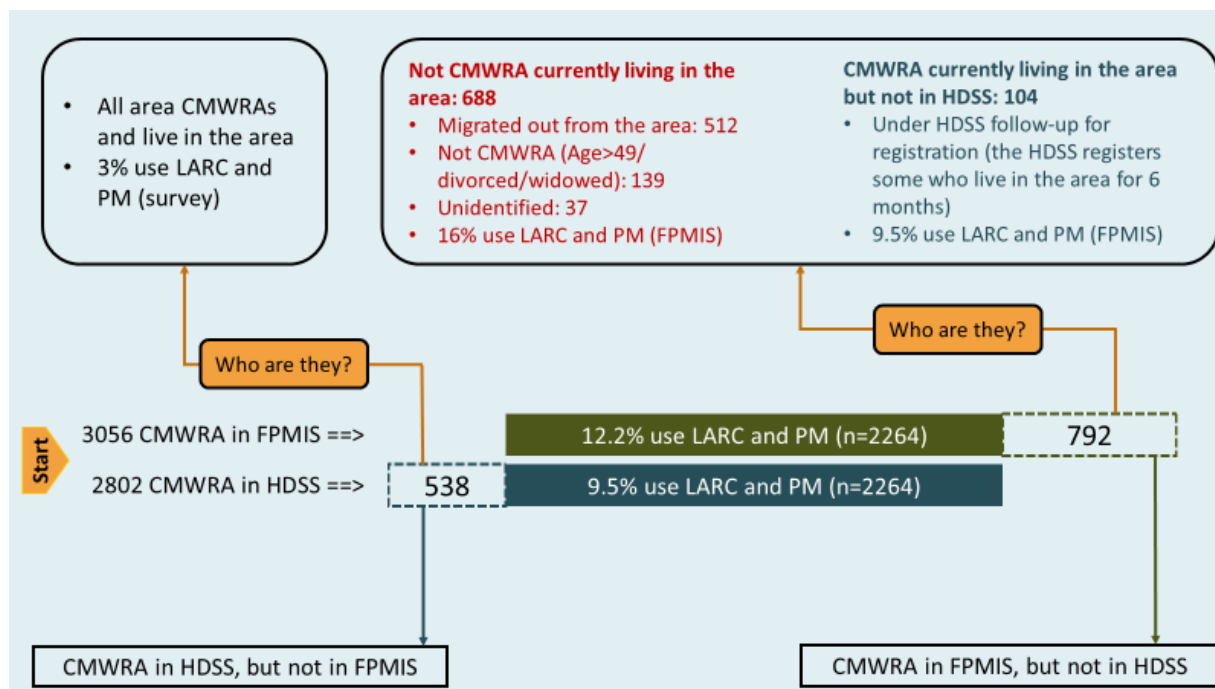 • All area CMWRAs
and live in the area
• 3% use LARC and
PM (survey)
Not CMWRA currently living in the
area: 688
• Migrated out from the area: 512
• Not CMWRA (Age>49/
divorced/widowed): 139
• Unidentified: 37
• 16% use LARC and PM (FPMIS)
CMWRA currently living in the area
but not in HDSS: 104
• Under HDSS follow-up for
registration (the HDSS registers
some who live in the area for 6
months)
• 9.5% use LARC and PM (FPMIS)
Who are they?
Who are they?
Start
3056 CMWRA in FPMIS ==>
12.2% use LARC and PM (n=2264)
792
2802 CMWRA in HDSS ==>
538
9.5% use LARC and PM (n=2264)
CMWRA in HDSS, but not in FPMIS
CMWRA in FPMIS, but not in HDSS